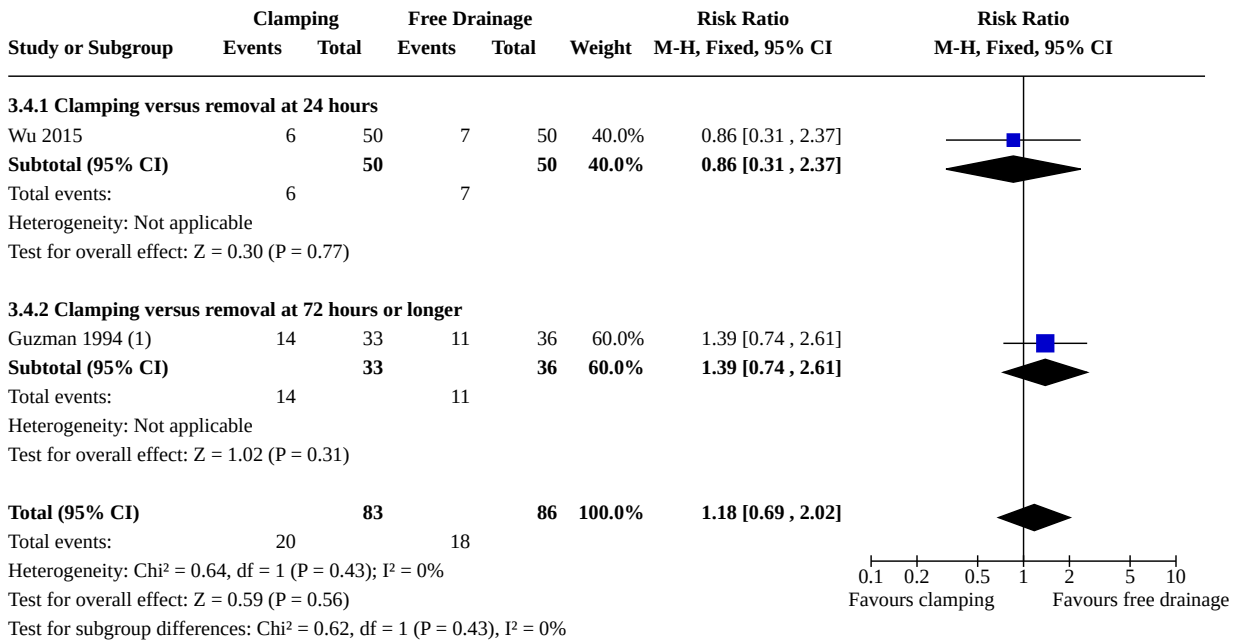 Clamping Free Drainage Risk Ratio Risk Ratio
Study or Subgroup Events Total Events Total Weight M-H, Fixed, 95% CI M-H, Fixed, 95% CI
3.4.1 Clamping versus removal at 24 hours
Wu 2015 6 50 7 50 40.0% 0.86 [0.31 , 2.37]
Subtotal (95% CI) 50 50 40.0% 0.86 [0.31 , 2.37]
Total events: 6 7
Heterogeneity: Not applicable
Test for overall effect: Z = 0.30 (P = 0.77)
3.4.2 Clamping versus removal at 72 hours or longer
Guzman 1994 (1) 14 33 11 36 60.0% 1.39 [0.74 , 2.61]
Subtotal (95% CI) 33 36 60.0% 1.39 [0.74 , 2.61]
Total events: 14 11
Heterogeneity: Not applicable
Test for overall effect: Z = 1.02 (P = 0.31)
Total (95% CI) 83 86 100.0% 1.18 [0.69 , 2.02]
Total events: 20 18
Heterogeneity: Chi² = 0.64, df = 1 (P = 0.43); I² = 0% 0.1 0.2 0.5 1 2 5 10
Test for overall effect: Z = 0.59 (P = 0.56) Favours clamping Favours free drainage
Test for subgroup differences: Chi² = 0.62, df = 1 (P = 0.43), I² = 0%